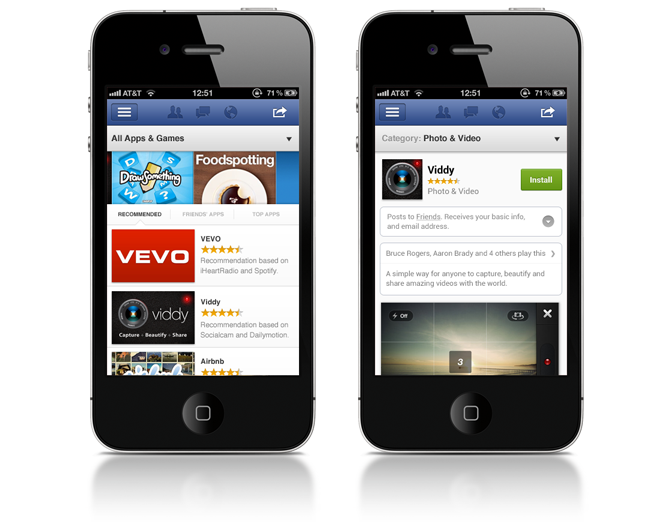 AT&T 12:51 71%
All Apps & Games
DrawSomething
Foodspotting
RECOMMENDED FRIENDS' APPS TOP APPS
VEVO
VEVO
Recommendation based on
iHeartRadio and Spotify.
viddy
Capture - Beautify - Share
Viddy
Recommendation based on
Socialcam and Dailymotion.
Airbnb
AT&T 12:51 71%
Category: Photo & Video
Viddy
Photo & Video
Install
Posts to Friends. Receives your basic info,
and email address.
Bruce Rogers, Aaron Brady and 4 others play this
A simple way for anyone to capture, beautify and
share amazing videos with the world.
Off
3